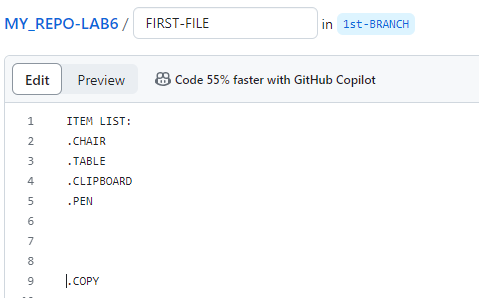 MY_REPO-LAB6 / FIRST-FILE in 1st-BRANCH
Edit Preview Code 55% faster with GitHub Copilot
1 ITEM LIST:
2 .CHAIR
3 .TABLE
4 .CLIPBOARD
5 .PEN
6
7
8
9 .COPY